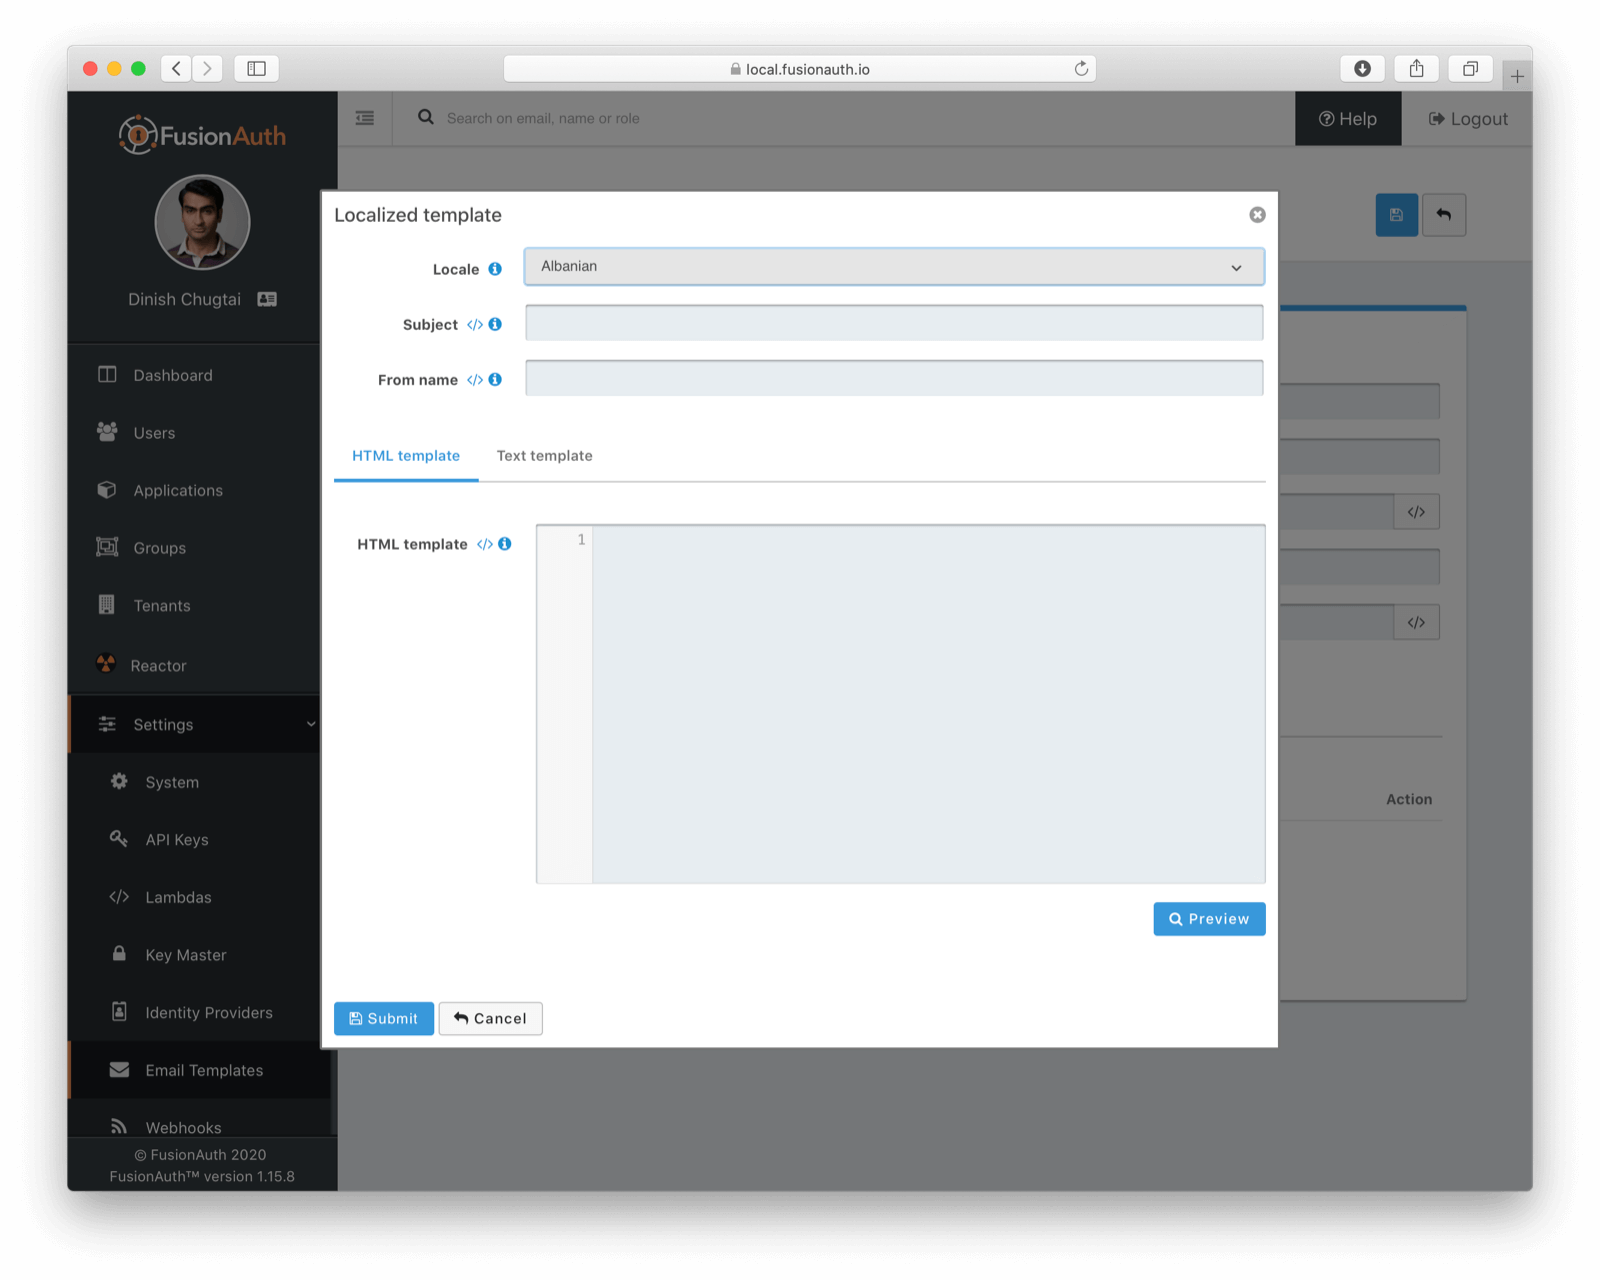 local.fusionauth.io
FusionAuth
Search on email, name or role
Help
Logout
Dinish Chugtai
Dashboard
Users
Applications
Groups
Tenants
Reactor
Settings
System
API Keys
Lambdas
Key Master
Identity Providers
Email Templates
Webhooks
© FusionAuth 2020
FusionAuth™ version 1.15.8
Localized template
Locale
Albanian
Subject </>
From name </>
HTML template
Text template
HTML template </>
1
Preview
Submit
Cancel
</>
</>
Action